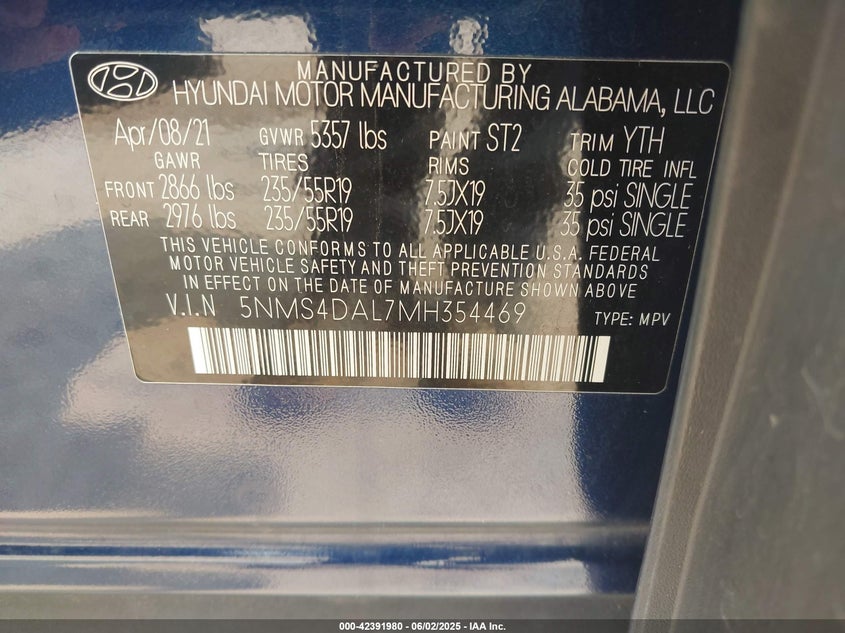 MANUFACTURED BY
HYUNDAI MOTOR MANUFACTURING ALABAMA, LLC
Apr/08/21 GVWR 5357 lbs PAINT ST2 TRIM YTH
GAWR TIRES RIMS COLD TIRE INFL
FRONT 2866 lbs 235/55R19 7.5JX19 35 psi SINGLE
REAR 2976 lbs 235/55R19 7.5JX19 35 psi SINGLE
THIS VEHICLE CONFORMS TO ALL APPLICABLE U.S.A. FEDERAL
MOTOR VEHICLE SAFETY AND THEFT PREVENTION STANDARDS
IN EFFECT ON THE DATE OF MANUFACTURE SHOWN ABOVE
V.I.N 5NMS4DAL7MH354469 TYPE: MPV
000-42391980 - 06/02/2025 - IAA Inc.